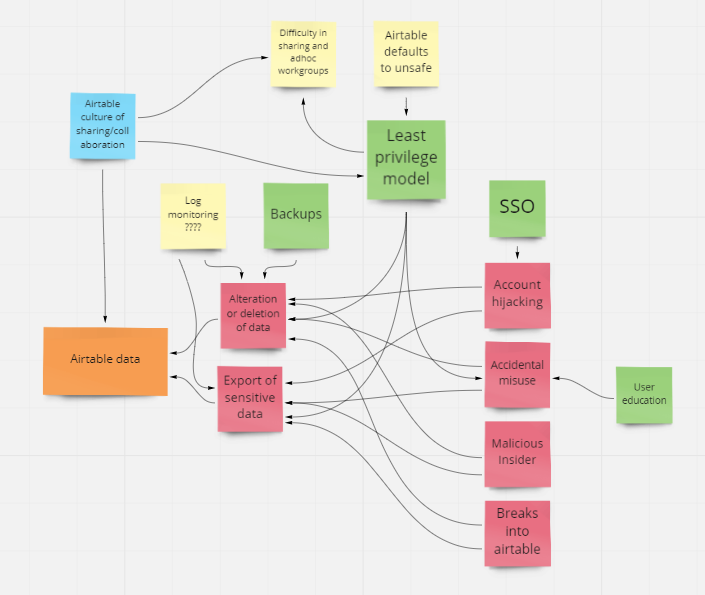 Difficulty in
sharing and
adhoc
workgroups
Airtable
defaults
to unsafe
Airtable
culture of
sharing/coll
aboration
Least
privilege
model
Log
monitoring
????
Backups
SSO
Alteration
or deletion
of data
Account
hijacking
Airtable data
Export of
sensitive
data
Accidental
misuse
User
education
Malicious
Insider
Breaks
into
airtable